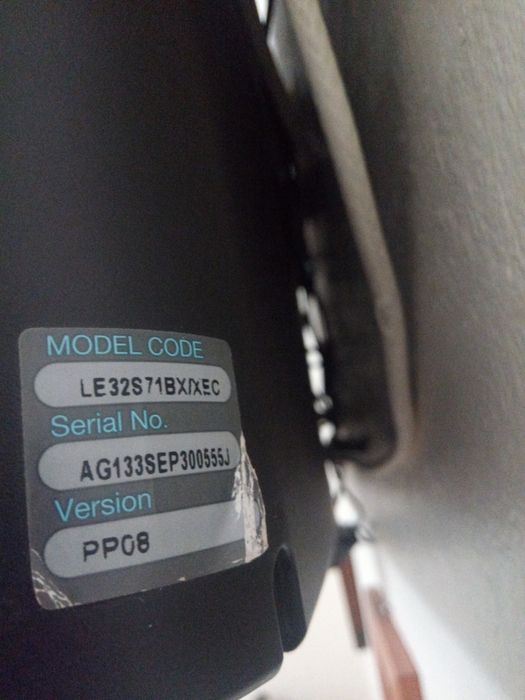 MODEL CODE
LE32S71BX/XEC
Serial No.
AG133SEP300555J
Version
PP08